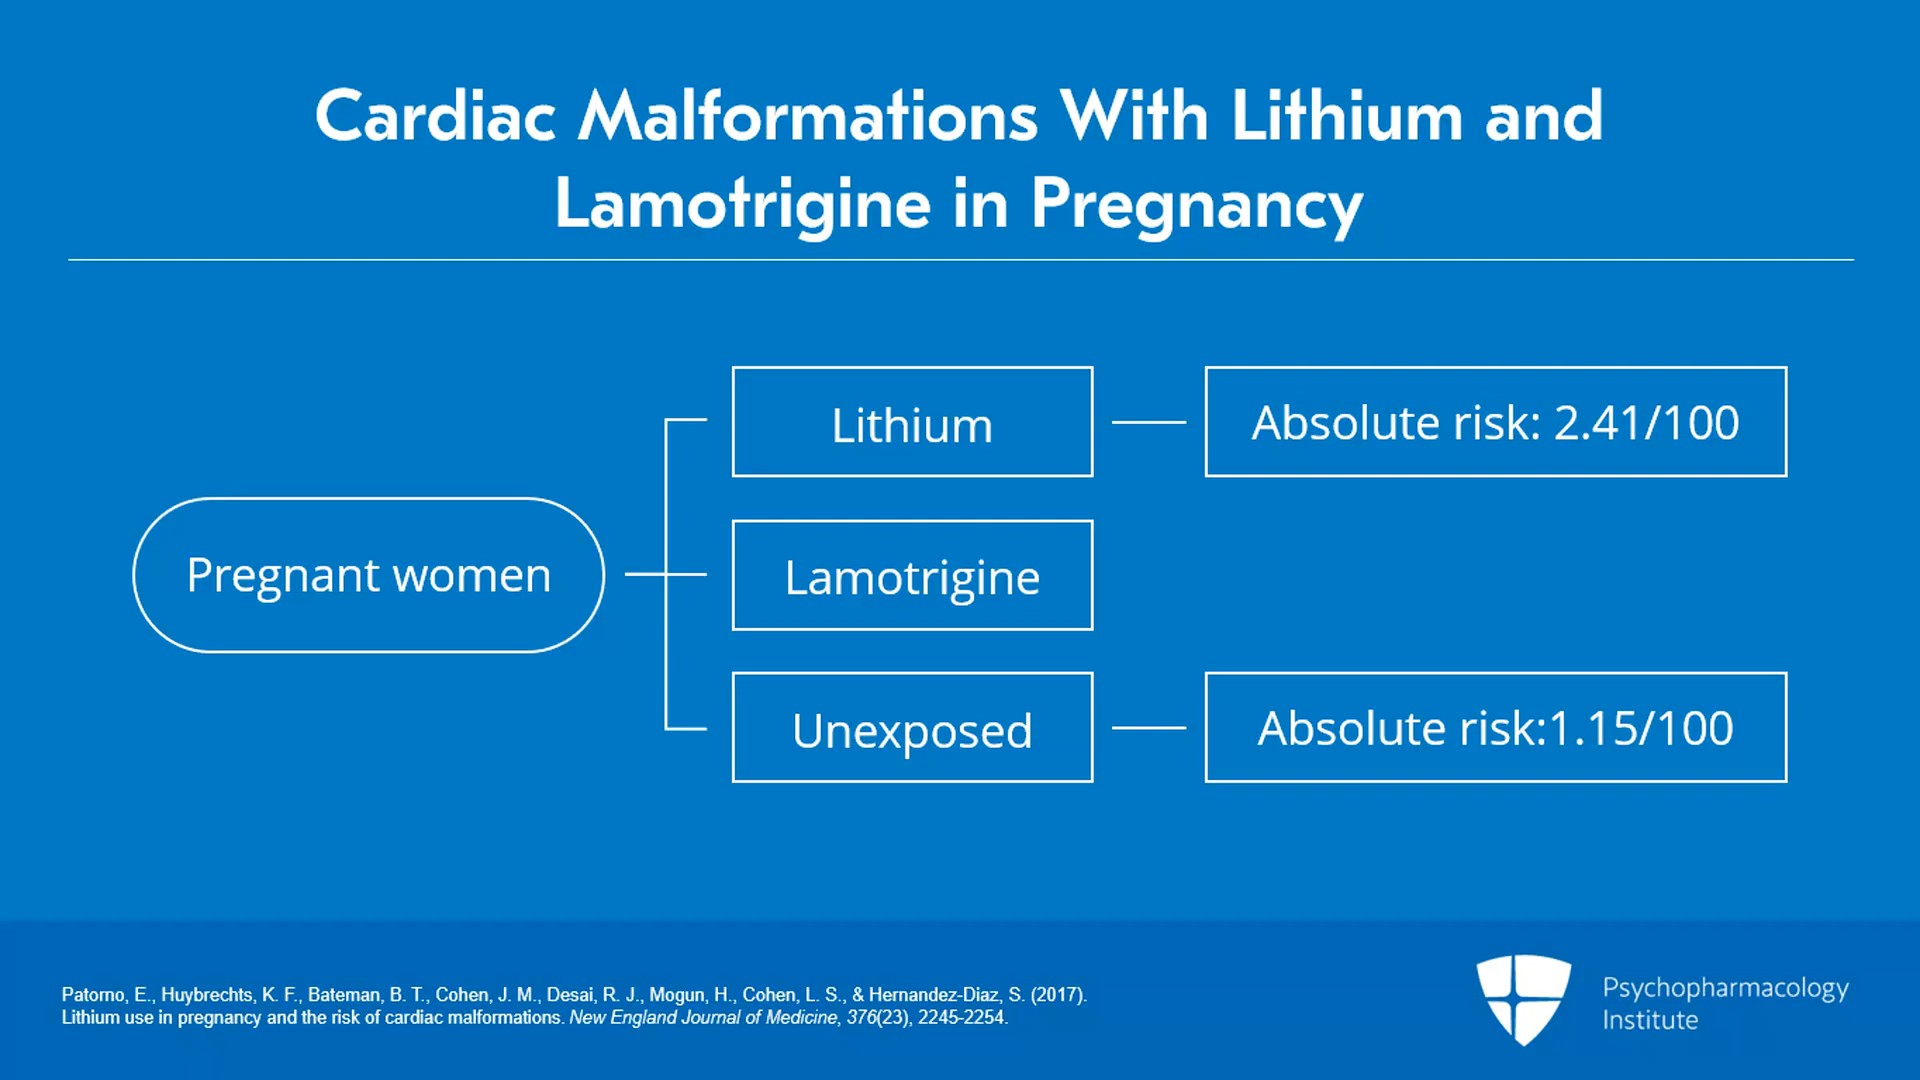 Cardiac Malformations With Lithium and
Lamotrigine in Pregnancy
Pregnant women
Lithium
Absolute risk: 2.41/100
Lamotrigine
Unexposed
Absolute risk:1.15/100
Patorno, E., Huybrechts, K. F., Bateman, B. T., Cohen, J. M., Desai, R. J., Mogun, H., Cohen, L. S., & Hernandez-Diaz, S. (2017).
Lithium use in pregnancy and the risk of cardiac malformations. New England Journal of Medicine, 376(23), 2245-2254.
Psychopharmacology
Institute